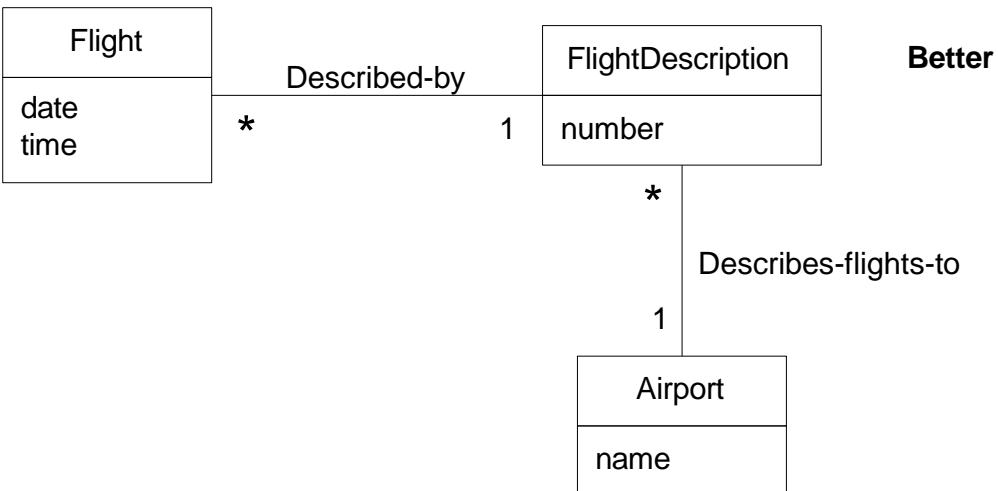 Flight
date
time
Described-by
*
1
FlightDescription
number
Better
*
Describes-flights-to
1
Airport
name